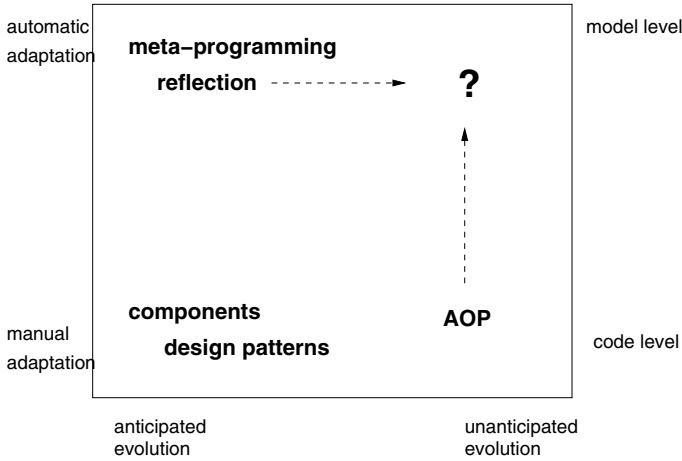 automatic
adaptation
model level
meta-programming
reflection
?
components
design patterns
AOP
manual
adaptation
code level
anticipated
evolution
unanticipated
evolution